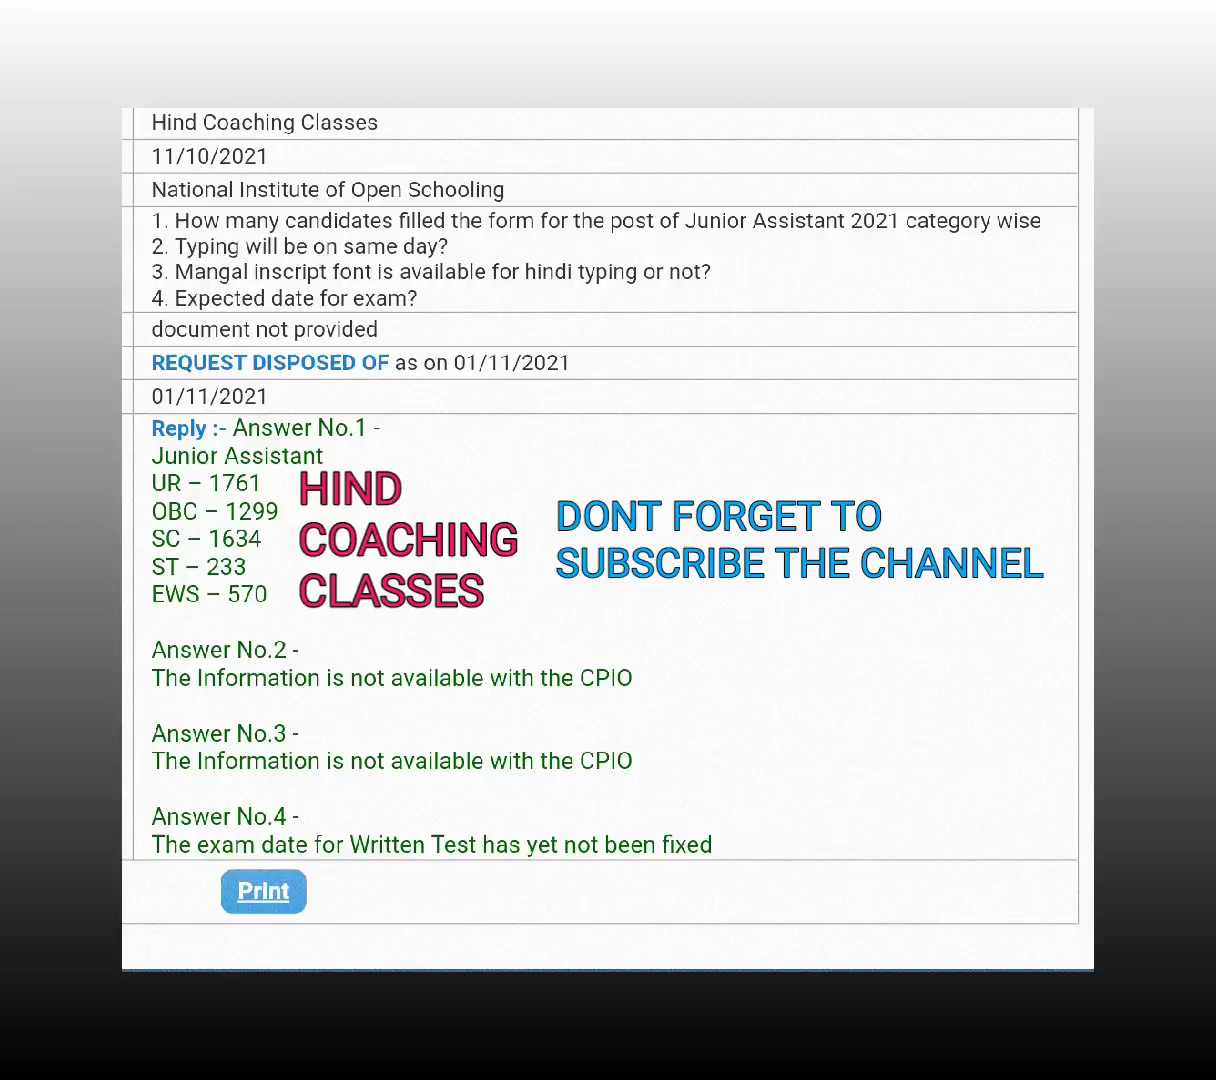 Hind Coaching Classes
11/10/2021
National Institute of Open Schooling
1. How many candidates filled the form for the post of Junior Assistant 2021 category wise
2. Typing will be on same day?
3. Mangal inscript font is available for hindi typing or not?
4. Expected date for exam?
document not provided
REQUEST DISPOSED OF as on 01/11/2021
01/11/2021
Reply :- Answer No.1 -
Junior Assistant
UR – 1761
OBC – 1299
SC – 1634
ST – 233
EWS – 570
HIND
COACHING
CLASSES
DONT FORGET TO
SUBSCRIBE THE CHANNEL
Answer No.2 -
The Information is not available with the CPIO
Answer No.3 -
The Information is not available with the CPIO
Answer No.4 -
The exam date for Written Test has yet not been fixed
Print